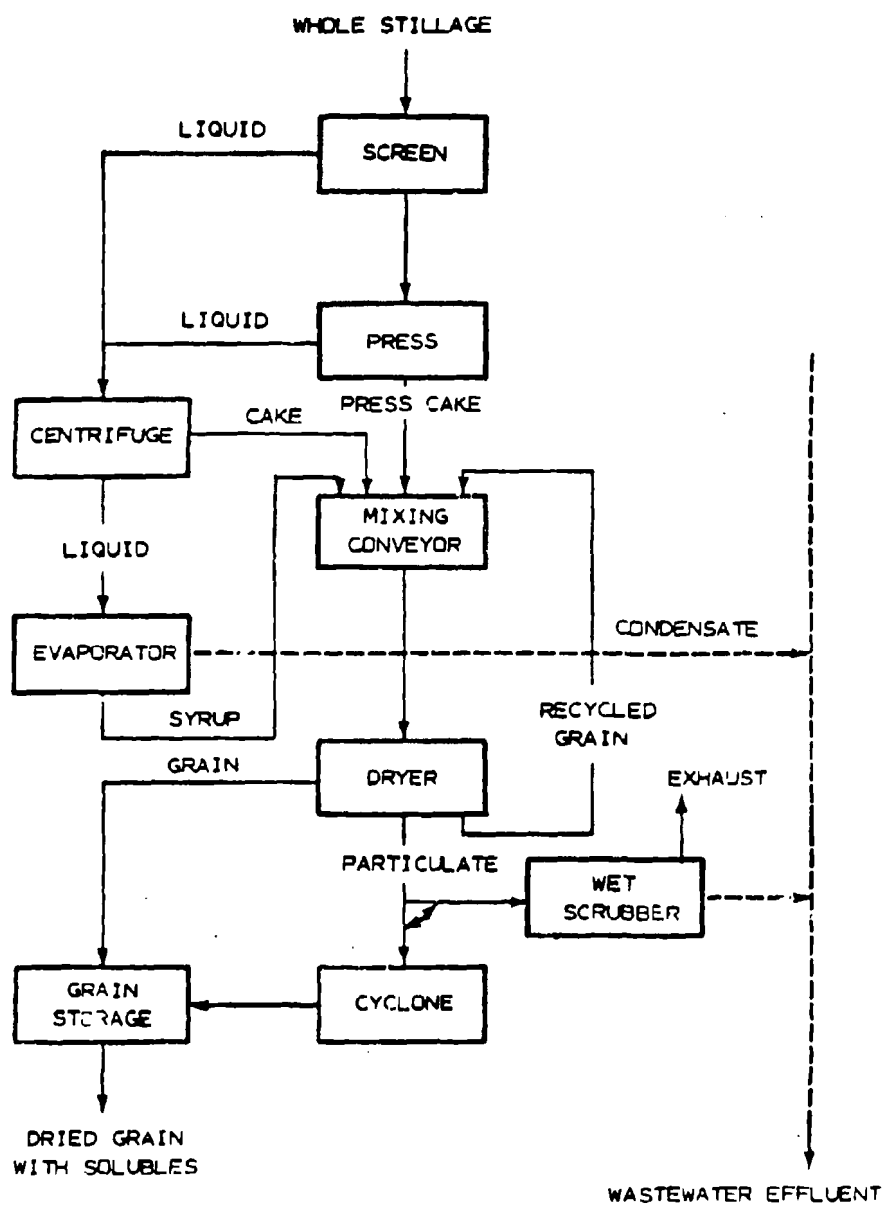 WHOLE STILLAGE
LIQUID
SCREEN
LIQUID
PRESS
PRESS CAKE
CENTRIFUGE
CAKE
MIXING
CONVEYOR
LIQUID
CONDENSATE
EVAPORATOR
SYRUP
RECYCLED
GRAIN
GRAIN
DRYER
EXHAUST
PARTICULATE
WET
SCRUBBER
GRAIN
STORAGE
CYCLONE
DRIED GRAIN
WITH SOLUBLES
WASTEWATER EFFLUENT